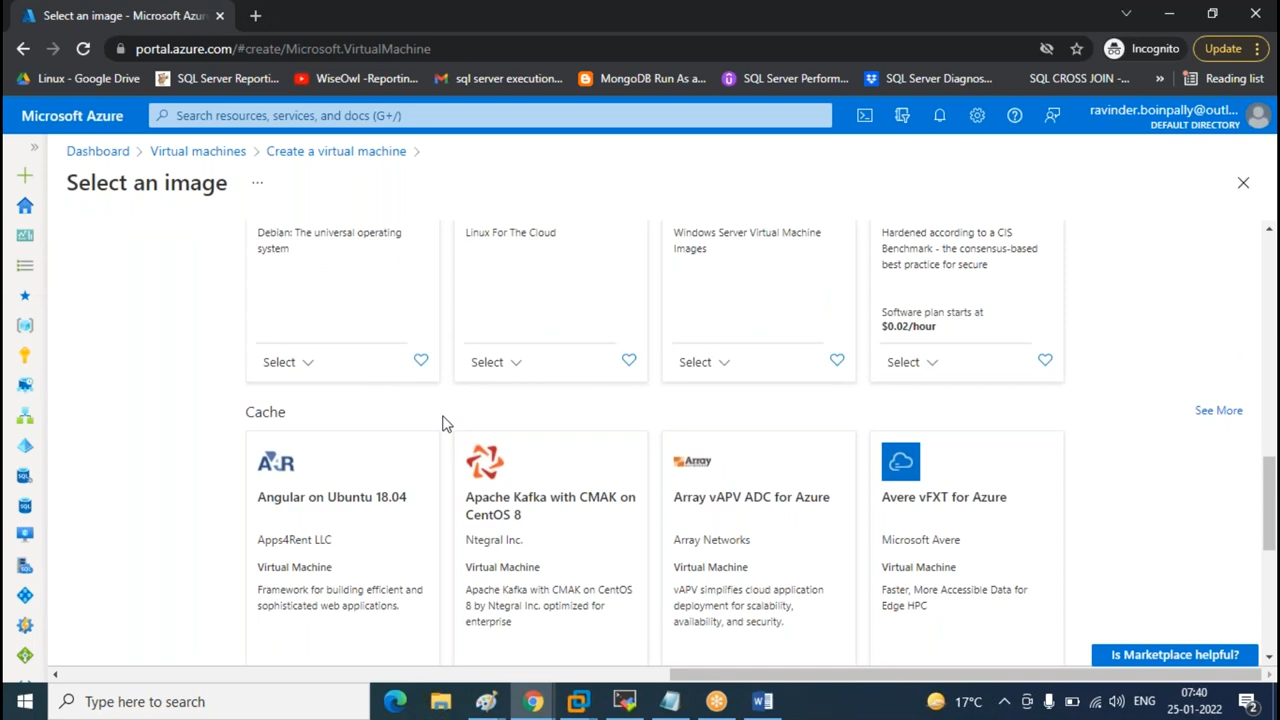 Select an image - Microsoft Azur
portal.azure.com/#create/Microsoft.VirtualMachine
Incognito
Update
Linux - Google Drive
SQL Server Reporti...
WiseOwl -Reportin...
sql server execution...
MongoDB Run As a...
SQL Server Perform...
SQL Server Diagnos...
SQL CROSS JOIN -...
»
Reading list
Microsoft Azure
Search resources, services, and docs (G+/)
ravinder.boinpally@outl...
DEFAULT DIRECTORY
Dashboard > Virtual machines > Create a virtual machine >
Select an image ...
Debian: The universal operating
system
Linux For The Cloud
Windows Server Virtual Machine
Images
Hardened according to a CIS
Benchmark - the consensus-based
best practice for secure
Software plan starts at
$0.02/hour
Select
Select
Select
Select
Cache
See More
Angular on Ubuntu 18.04
Apps4Rent LLC
Virtual Machine
Framework for building efficient and
sophisticated web applications.
Apache Kafka with CMAK on
CentOS 8
Ntegral Inc.
Virtual Machine
Apache Kafka with CMAK on CentOS
8 by Ntegral Inc. optimized for
enterprise
Array
Array vAPV ADC for Azure
Array Networks
Virtual Machine
vAPV simplifies cloud application
deployment for scalability,
availability, and security.
Avere vFXT for Azure
Microsoft Avere
Virtual Machine
Faster, More Accessible Data for
Edge HPC
Is Marketplace helpful?
Type here to search
17°C
ENG
07:40
25-01-2022
2